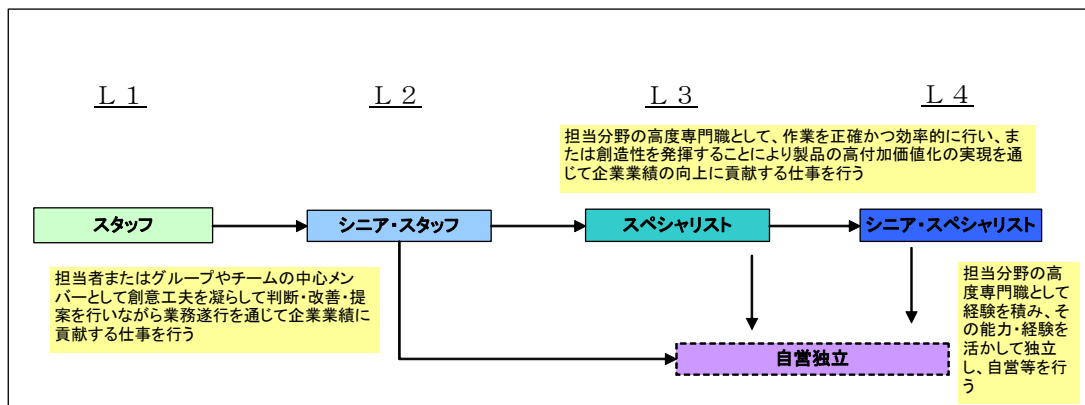 Ｌ１
Ｌ２
Ｌ３
Ｌ４
担当分野の高度専門職として、作業を正確かつ効率的に行い、ま
たは創造性を発揮することにより製品の高付加価値化の実現を通
じて企業業績の向上に貢献する仕事を行う
スタッフ
シニア・スタッフ
スペシャリスト
シニア・スペシャリスト
担当者またはグループやチームの中心メン
バーとして創意工夫を凝らして判断・改善・提
案を行いながら業務遂行を通じて企業業績に
貢献する仕事を行う
担当分野の高
度専門職として
経験を積み、そ
の能力・経験を
活かして独立
し、自営等を行
う
自営独立